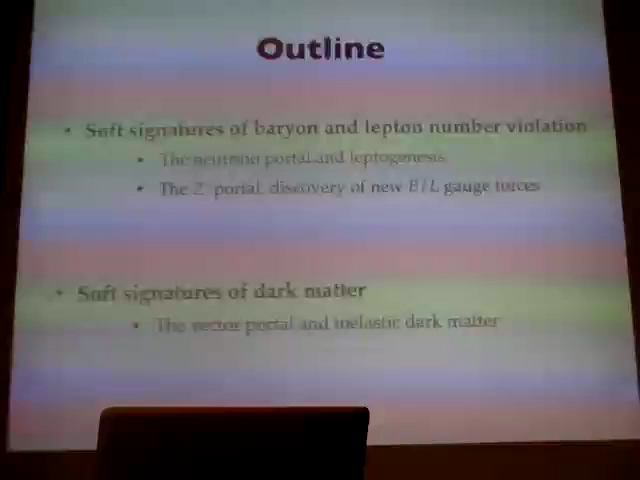 Outline
• Soft signatures of baryon and lepton number violation
• The neutrino portal and leptogenesis
• The Z' portal, discovery of new B/L gauge forces
• Soft signatures of dark matter
• The vector portal and inelastic dark matter